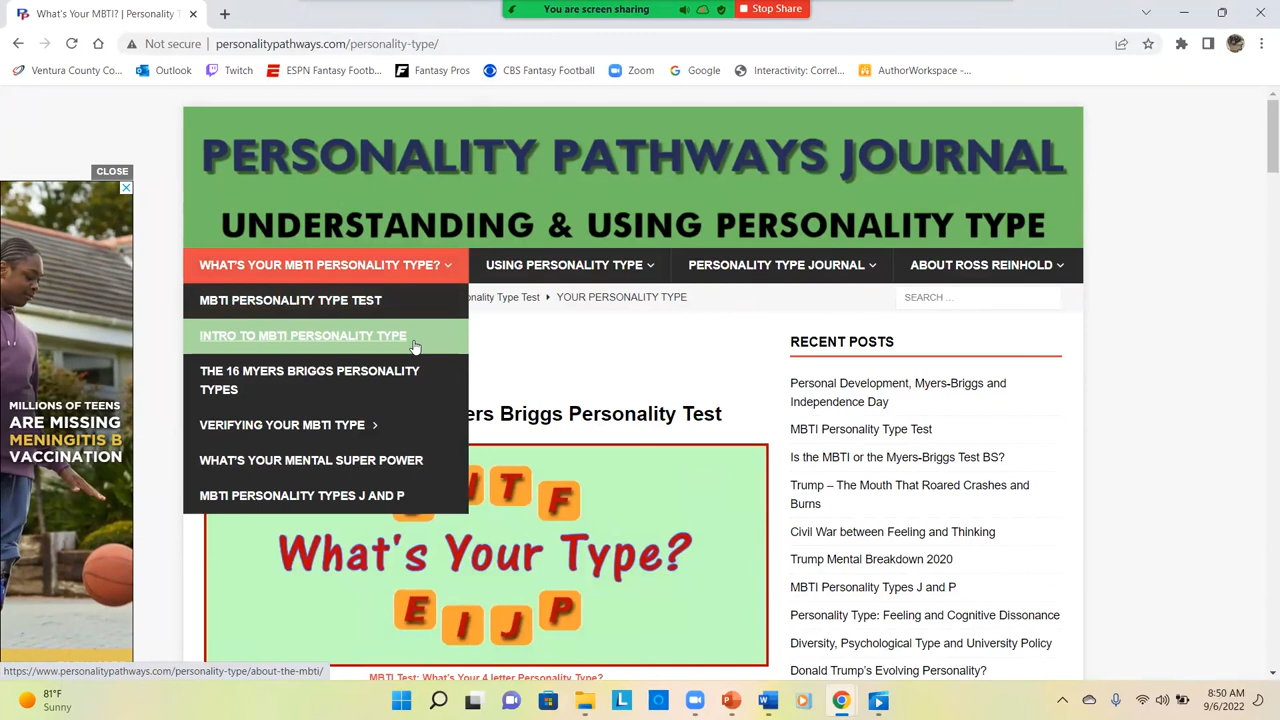 What's Your MBTI? | Personality T
You are screen sharing
Stop Share
Not secure
personalitypathways.com/personality-type/
Ventura County Co...
Outlook
Twitch
ESPN Fantasy Footb...
Fantasy Pros
CBS Fantasy Football
Zoom
Google
Interactivity: Correl...
AuthorWorkspace -...
PERSONALITY PATHWAYS JOURNAL
UNDERSTANDING & USING PERSONALITY TYPE
CLOSE
WHAT'S YOUR MBTI PERSONALITY TYPE?
USING PERSONALITY TYPE
PERSONALITY TYPE JOURNAL
ABOUT ROSS REINHOLD
MBTI PERSONALITY TYPE TEST
nality Type Test
YOUR PERSONALITY TYPE
SEARCH ...
INTRO TO MBTI PERSONALITY TYPE
THE 16 MYERS BRIGGS PERSONALITY
TYPES
VERIFYING YOUR MBTI TYPE
WHAT'S YOUR MENTAL SUPER POWER
MBTI PERSONALITY TYPES J AND P
ers Briggs Personality Test
T F
What's Your Type?
E I J P
MBTI Test: What's Your 4 letter Personality Type?
RECENT POSTS
Personal Development, Myers-Briggs and
Independence Day
MBTI Personality Type Test
Is the MBTI or the Myers-Briggs Test BS?
Trump – The Mouth That Roared Crashes and
Burns
Civil War between Feeling and Thinking
Trump Mental Breakdown 2020
MBTI Personality Types J and P
Personality Type: Feeling and Cognitive Dissonance
Diversity, Psychological Type and University Policy
Donald Trump's Evolving Personality?
MILLIONS OF TEENS
ARE MISSING
MENINGITIS B
VACCINATION
https://www.personalitypathways.com/personality-type/about-the-mbti/
81°F
Sunny
8:50 AM
9/6/2022